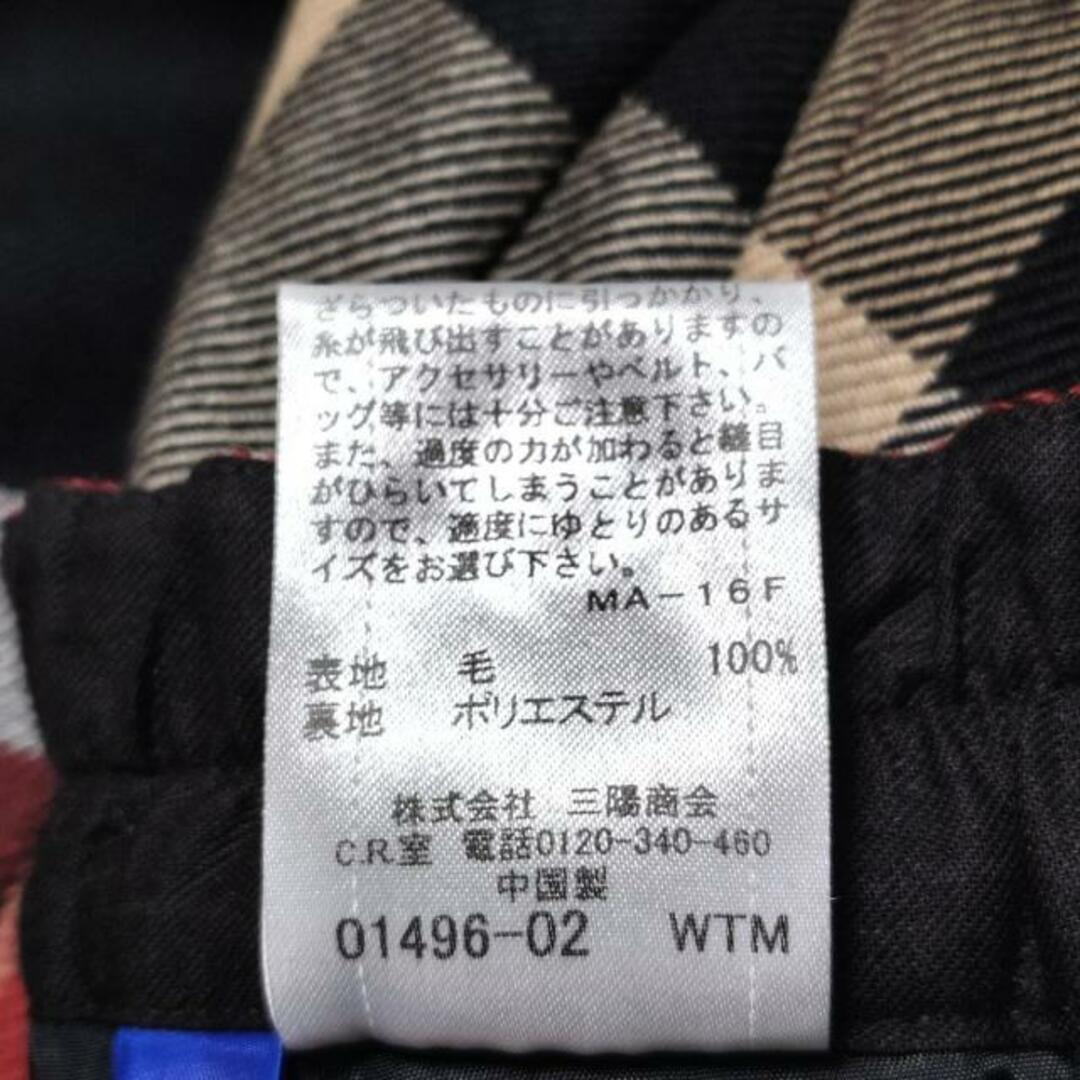 ざらついたものに引っかかり、
糸が飛び出すことがありますの
で、アクセサリーやベルト、バ
ッグ等には十分ご注意下さい。
また、過度の力が加わると縫目
がひらいてしまうことがありま
すので、適度にゆとりのあるサ
イズをお選び下さい。
MA-16F
表地 毛 100%
裏地 ポリエステル
株式会社 三陽商会
C.R.室 電話0120-340-460
中国製
01496-02 WTM